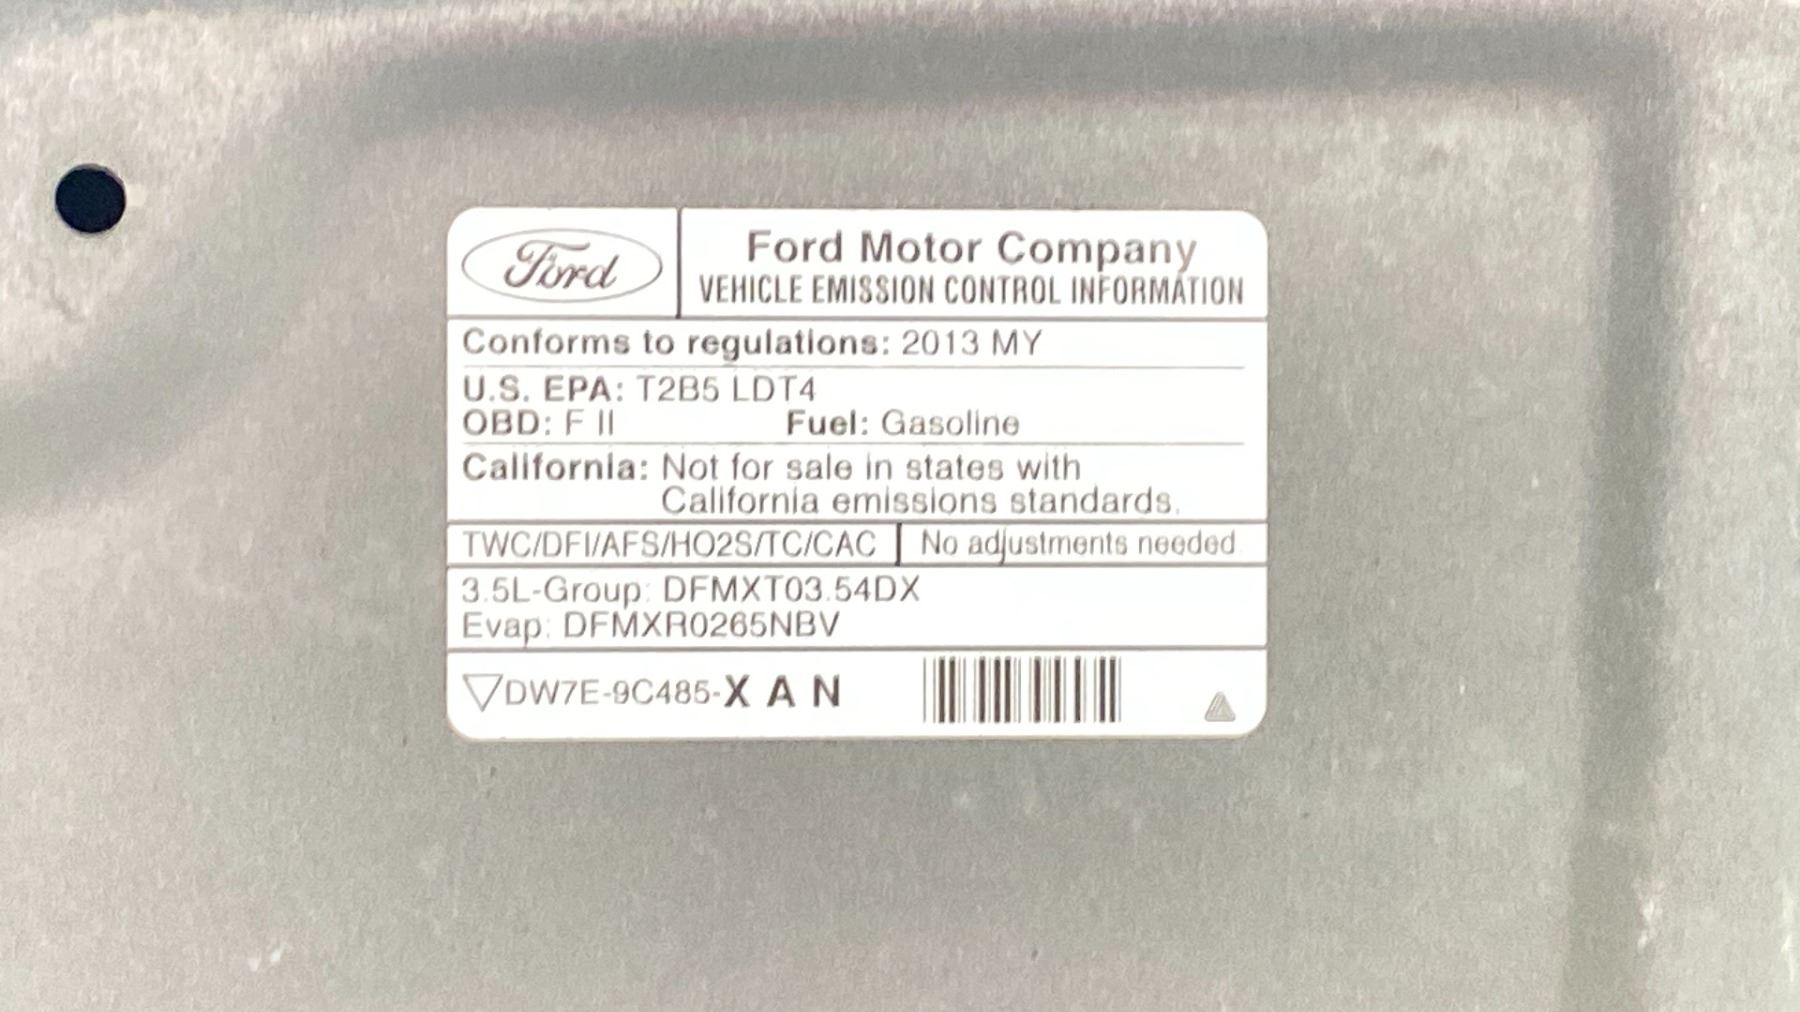 Ford
Ford Motor Company
VEHICLE EMISSION CONTROL INFORMATION
Conforms to regulations: 2013 MY
U.S. EPA: T2B5 LDT4
OBD: F II Fuel: Gasoline
California: Not for sale in states with
California emissions standards.
TWC/DFI/AFS/HO2S/TC/CAC No adjustments needed.
3.5L-Group: DFMXT03.54DX
Evap: DFMXR0265NBV
DW7E-9C485-X A N